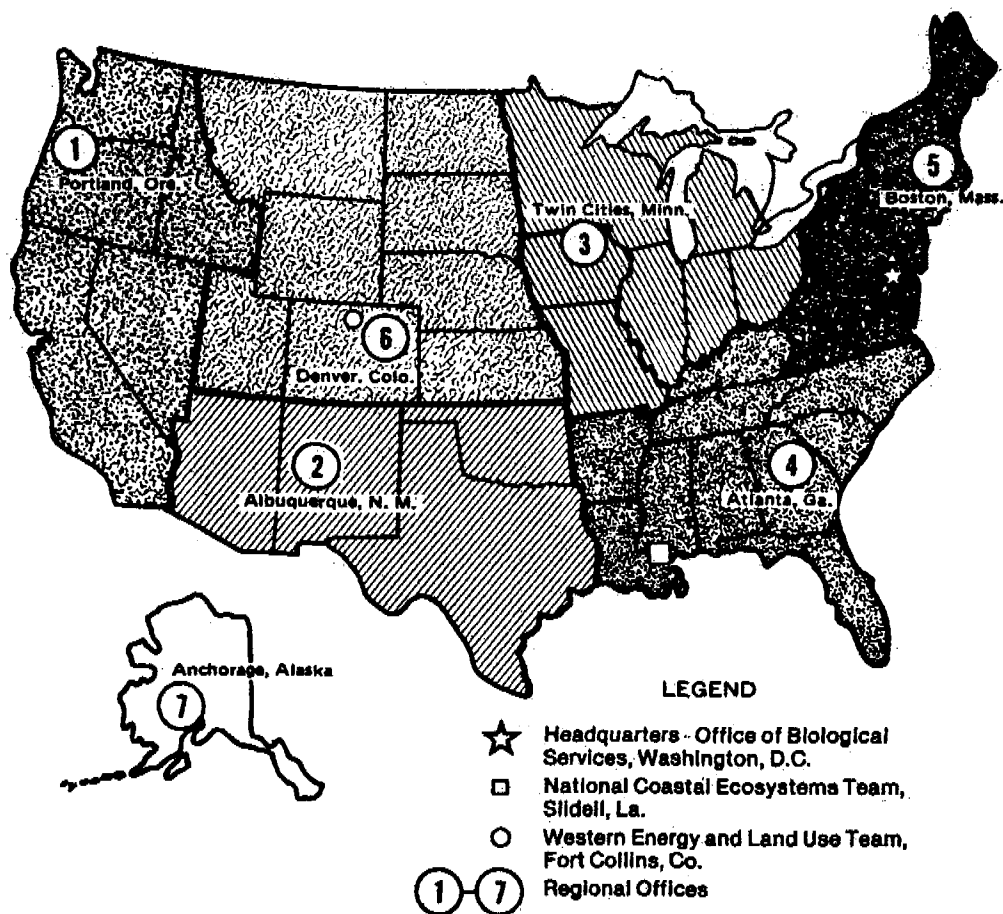 1
Portland, Ore.
5
Boston, Mass.
Twin Cities, Minn.
3
6
Denver, Colo.
2
Albuquerque, N. M.
4
Atlanta, Ga.
Anchorage, Alaska
7
LEGEND
Headquarters - Office of Biological
Services, Washington, D.C.
National Coastal Ecosystems Team,
Slidell, La.
Western Energy and Land Use Team,
Fort Collins, Co.
1-7 Regional Offices